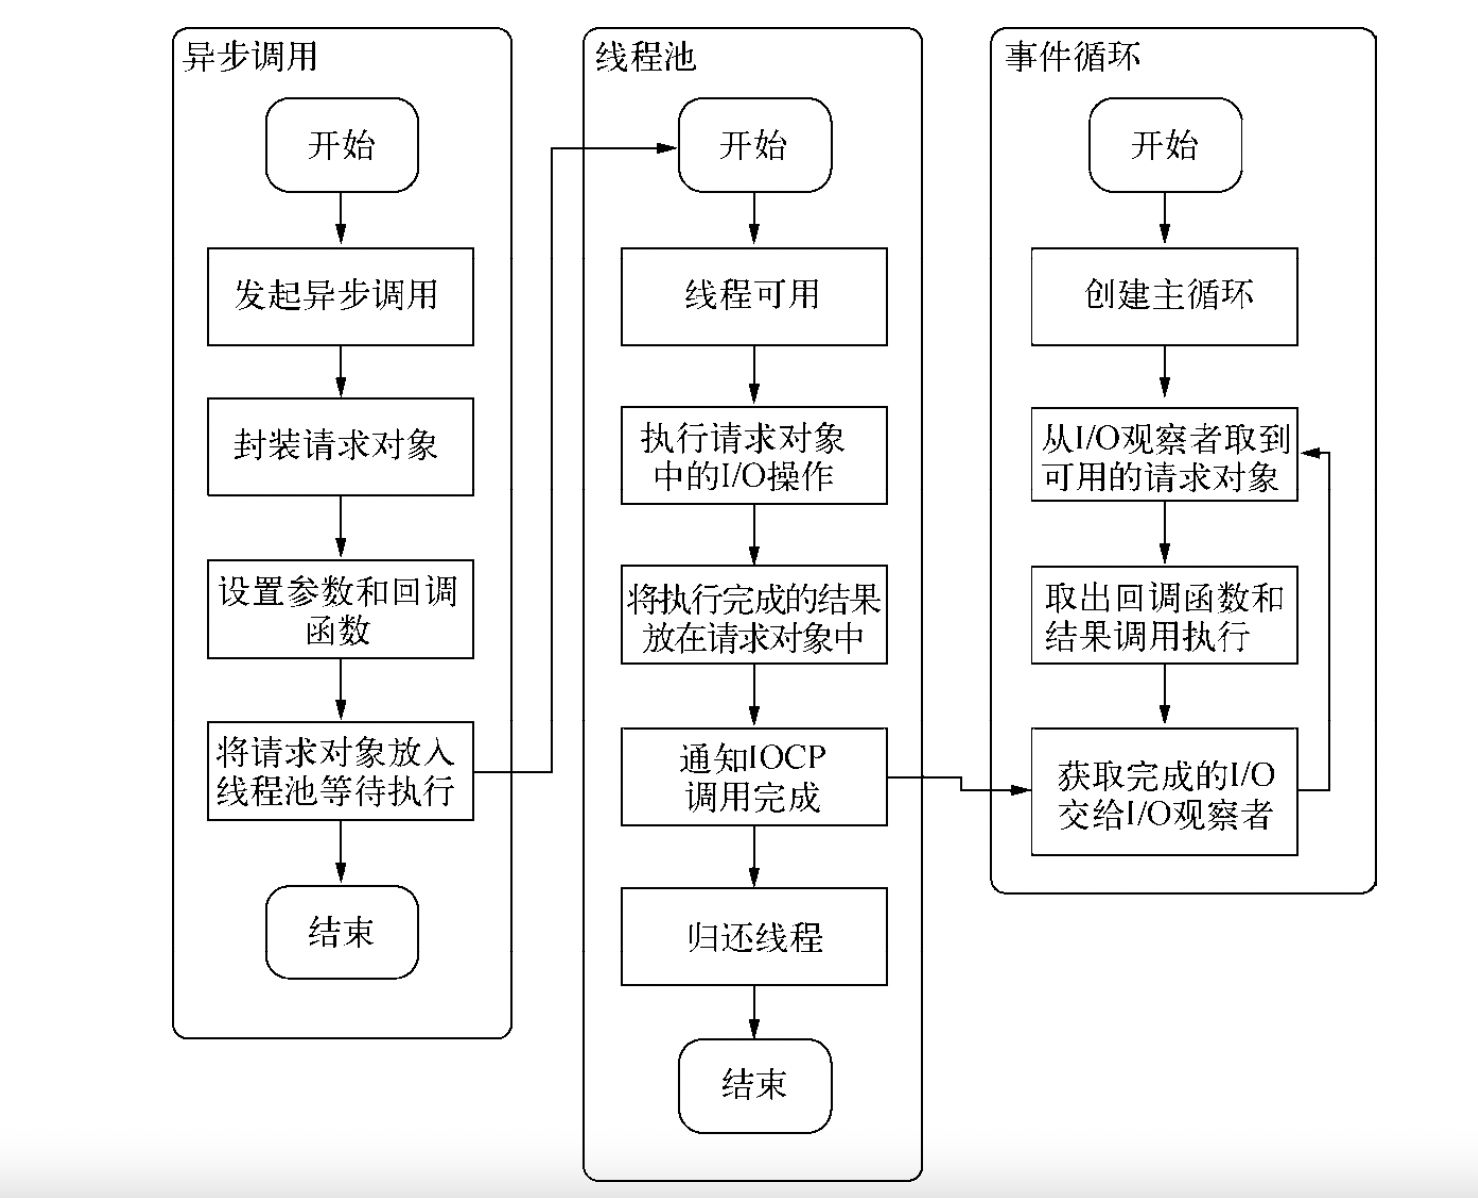 异步调用
开始
发起异步调用
封装请求对象
设置参数和回调
函数
将请求对象放入
线程池等待执行
结束
线程池
开始
线程可用
执行请求对象
中的I/O操作
将执行完成的结果
放在请求对象中
通知IOCP
调用完成
归还线程
结束
事件循环
开始
创建主循环
从I/O观察者取到
可用的请求对象
取出回调函数和
结果调用执行
获取完成的I/O
交给I/O观察者